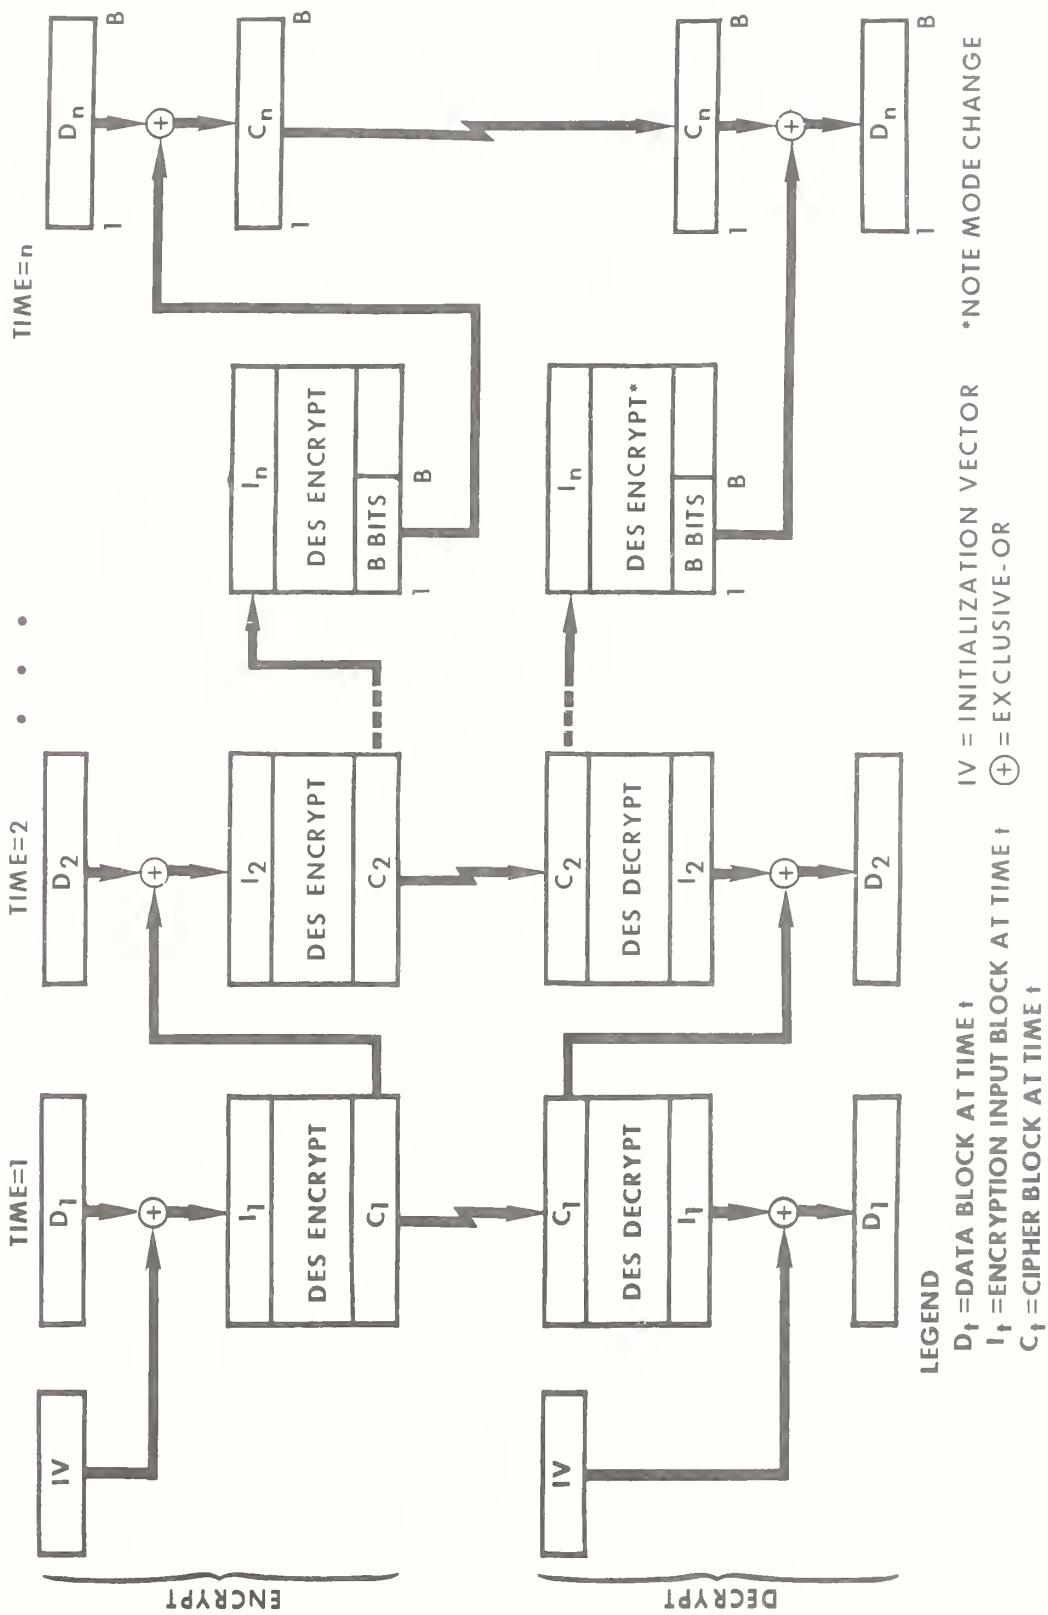 TIME=1
TIME=2
• • •
TIME=n
ENCRYPT
IV
D1
D2
Dn
1 B
+
+
+
I1
DES ENCRYPT
C1
I2
DES ENCRYPT
C2
In
DES ENCRYPT
B BITS
1 B
Cn
1 B
DECRYPT
IV
C1
DES DECRYPT
I1
C2
DES DECRYPT
I2
In
DES ENCRYPT*
B BITS
1 B
Cn
1 B
+
+
+
D1
D2
Dn
1 B
LEGEND
Dt =DATA BLOCK AT TIME t
It =ENCRYPTION INPUT BLOCK AT TIME t
Ct =CIPHER BLOCK AT TIME t
IV = INITIALIZATION VECTOR
⊕ = EXCLUSIVE-OR
*NOTE MODE CHANGE